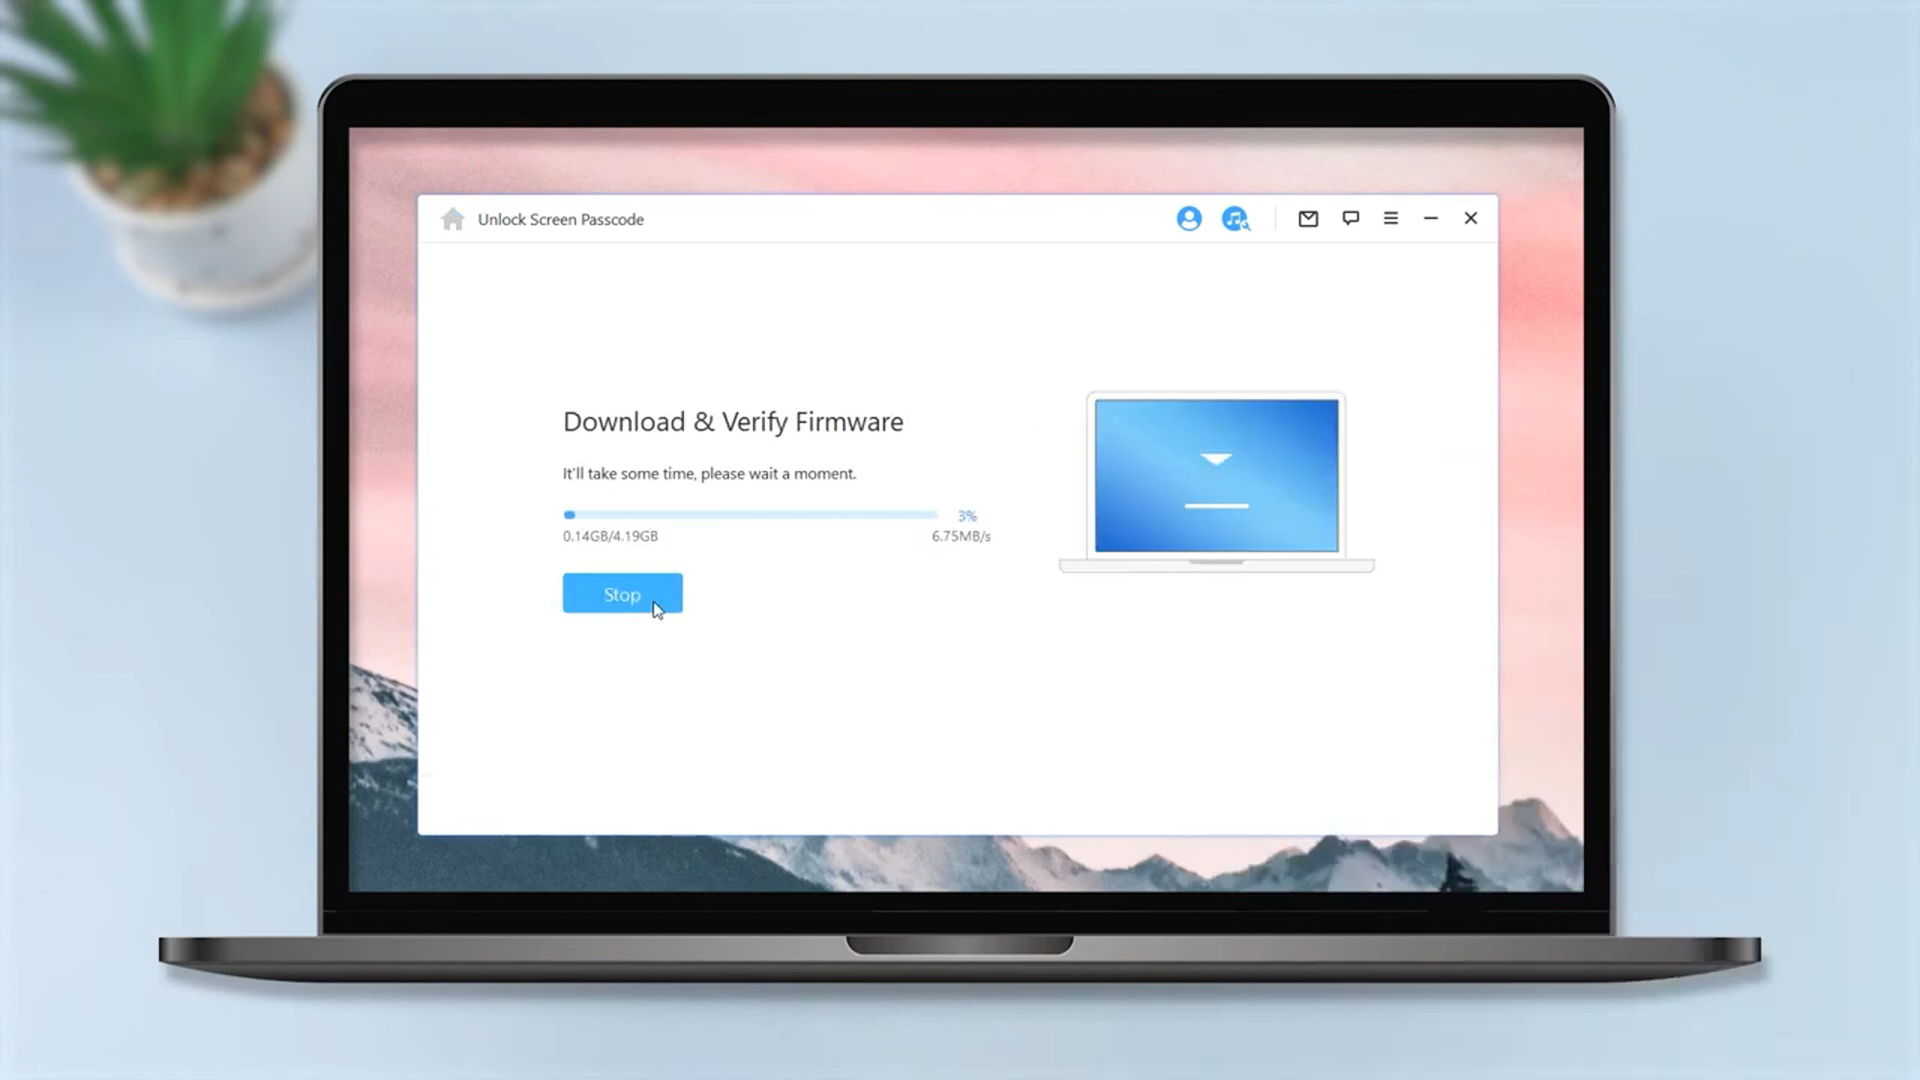 Unlock Screen Passcode
Download & Verify Firmware
It'll take some time, please wait a moment.
3%
0.14GB/4.19GB
6.75MB/s
Stop